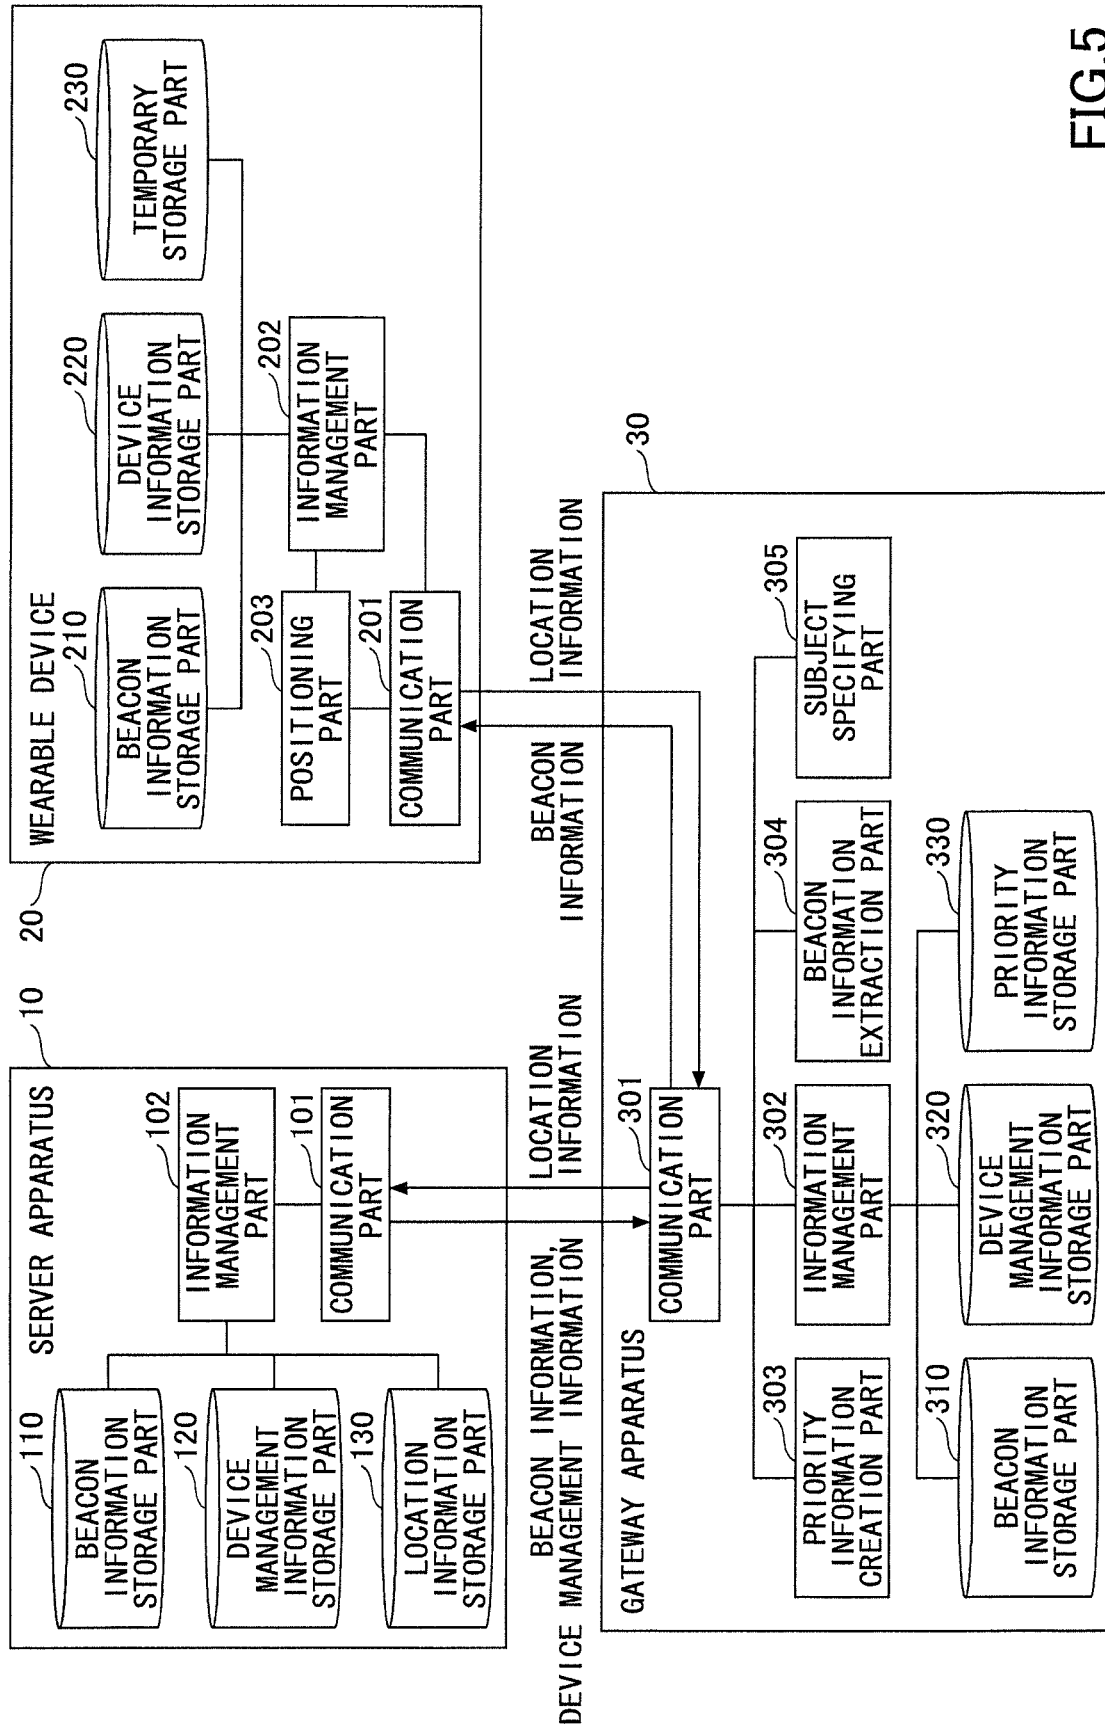 10
SERVER APPARATUS
110
BEACON
INFORMATION
STORAGE PART
120
DEVICE
MANAGEMENT
INFORMATION
STORAGE PART
130
LOCATION
INFORMATION
STORAGE PART
102
INFORMATION
MANAGEMENT
PART
101
COMMUNICATION
PART
20
WEARABLE DEVICE
210
BEACON
INFORMATION
STORAGE PART
220
DEVICE
INFORMATION
STORAGE PART
230
TEMPORARY
STORAGE PART
202
INFORMATION
MANAGEMENT
PART
203
POSITIONING
PART
201
COMMUNICATION
PART
BEACON INFORMATION,
DEVICE MANAGEMENT INFORMATION
LOCATION
INFORMATION
BEACON
INFORMATION
LOCATION
INFORMATION
30
GATEWAY APPARATUS
301
COMMUNICATION
PART
303
PRIORITY
INFORMATION
CREATION PART
302
INFORMATION
MANAGEMENT
PART
304
BEACON
INFORMATION
EXTRACTION PART
305
SUBJECT
SPECIFYING
PART
310
BEACON
INFORMATION
STORAGE PART
320
DEVICE
MANAGEMENT
INFORMATION
STORAGE PART
330
PRIORITY
INFORMATION
STORAGE PART
FIG.5